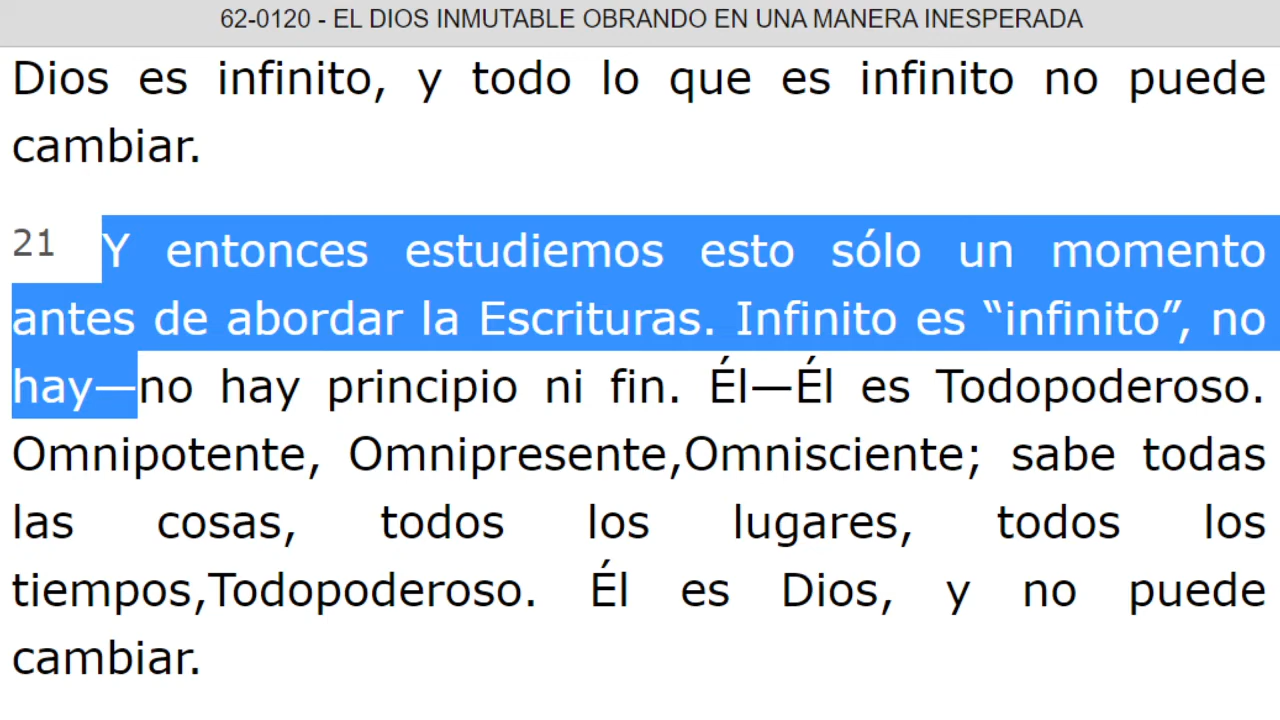 62-0120 - EL DIOS INMUTABLE OBRANDO EN UNA MANERA INESPERADA
Dios es infinito, y todo lo que es infinito no puede
cambiar.
21 Y entonces estudiemos esto sólo un momento
antes de abordar la Escrituras. Infinito es “infinito”, no
hay—no hay principio ni fin. Él—Él es Todopoderoso.
Omnipotente, Omnipresente,Omnisciente; sabe todas
las cosas, todos los lugares, todos los
tiempos,Todopoderoso. Él es Dios, y no puede
cambiar.